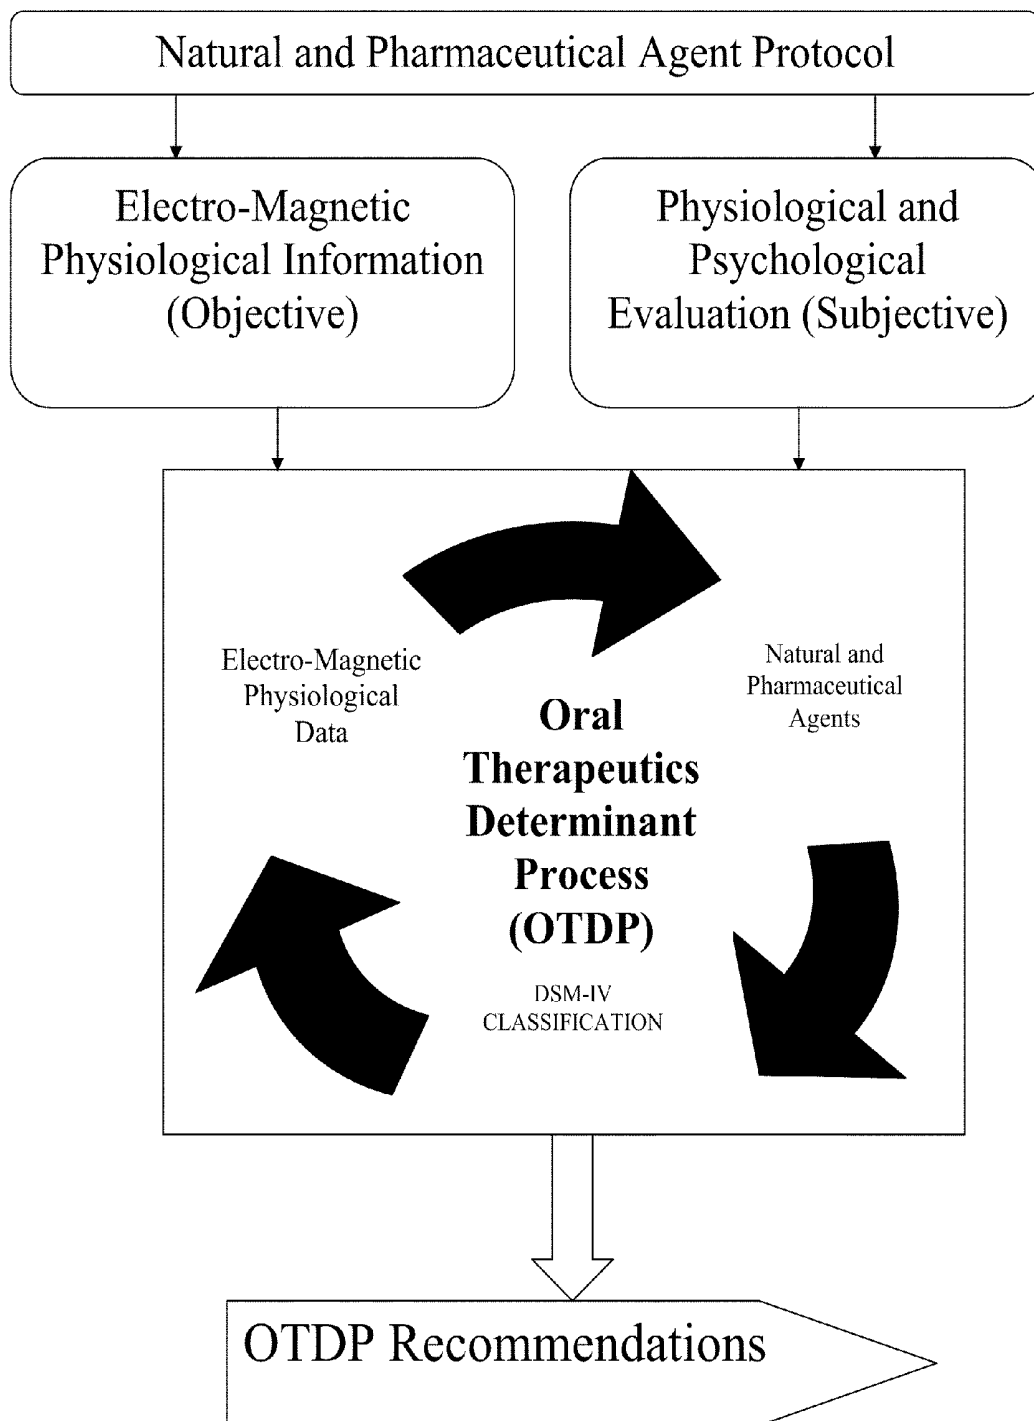 Natural and Pharmaceutical Agent Protocol
Electro-Magnetic
Physiological Information
(Objective)
Physiological and
Psychological
Evaluation (Subjective)
Electro-Magnetic
Physiological
Data
Natural and
Pharmaceutical
Agents
Oral
Therapeutics
Determinant
Process
(OTDP)
DSM-IV
CLASSIFICATION
OTDP Recommendations